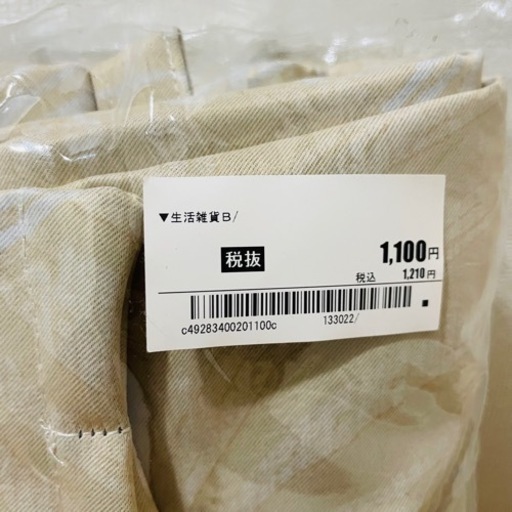 ▼生活雑貨B/
税抜 1,100円
税込 1,210円
c49283400201100c 133022/